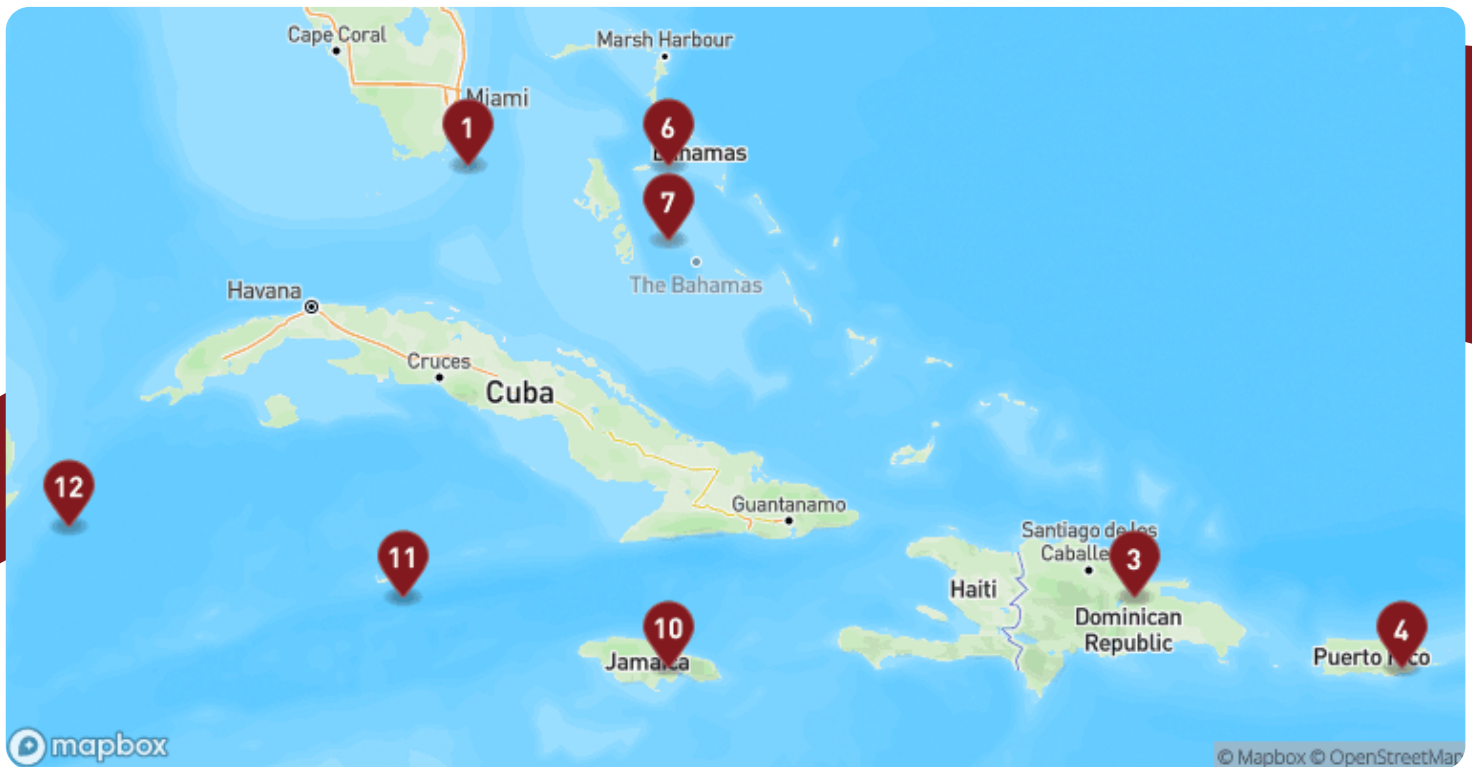 Cape Coral
Marsh Harbour
Miami
1
6
Bahamas
7
The Bahamas
Havana
Cruces
Cuba
12
Guantanamo
Santiago de los
Caballe
11
3
Haiti
Dominican
Republic
10
Jamaica
4
Puerto Rico
mapbox
© Mapbox © OpenStreetMap